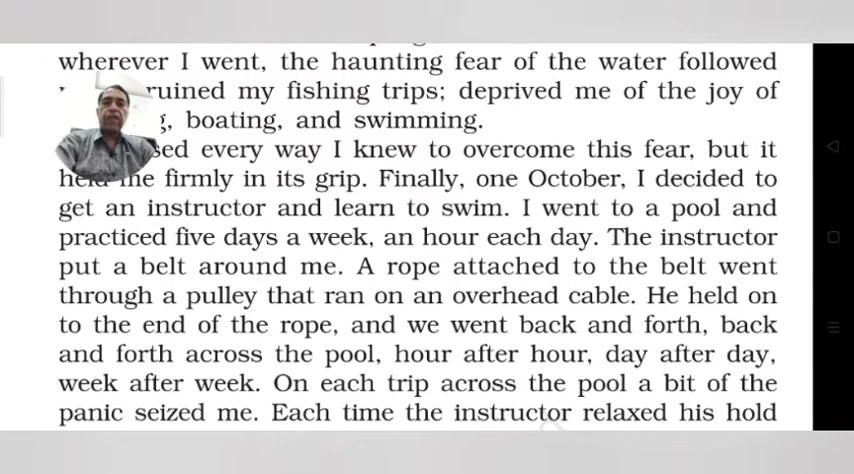 wherever I went, the haunting fear of the water followed
ruined my fishing trips; deprived me of the joy of
boating, and swimming.
every way I knew to overcome this fear, but it
held me firmly in its grip. Finally, one October, I decided to
get an instructor and learn to swim. I went to a pool and
practiced five days a week, an hour each day. The instructor
put a belt around me. A rope attached to the belt went
through a pulley that ran on an overhead cable. He held on
to the end of the rope, and we went back and forth, back
and forth across the pool, hour after hour, day after day,
week after week. On each trip across the pool a bit of the
panic seized me. Each time the instructor relaxed his hold